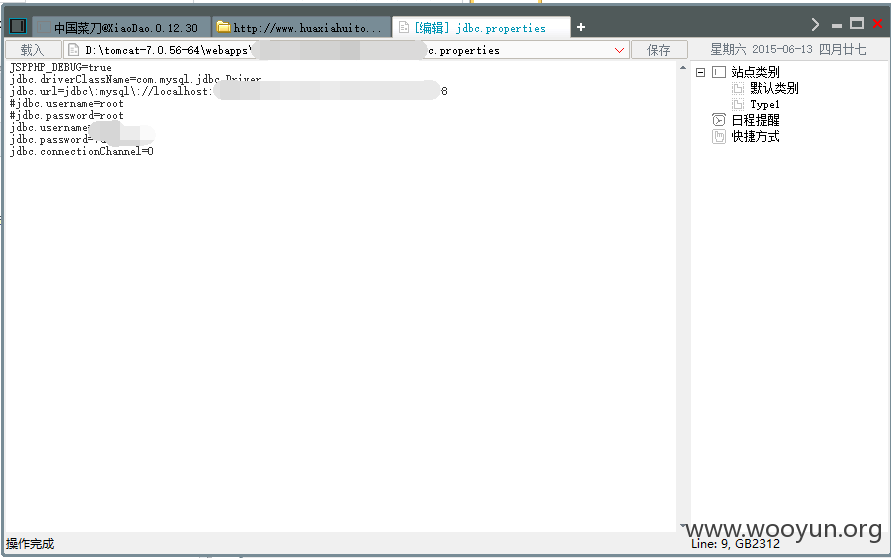 中国菜刀@XiaoDao.0.12.30
http://www.huaxiahuito...
[编辑] jdbc.properties
+
载入
D:\tomcat-7.0.56-64\webapps\
c.properties
保存
星期六 2015-06-13 四月廿七
JSPPHP_DEBUG=true
jdbc.driverClassName=com.mysql.jdbc.Driver
jdbc.url=jdbc\:mysql\://localhost:
8
#jdbc.username=root
#jdbc.password=root
jdbc.username=
jdbc.password=
jdbc.connectionChannel=0
站点类别
默认类别
Type1
日程提醒
快捷方式
www.wooyun.org
操作完成
Line: 9, GB2312